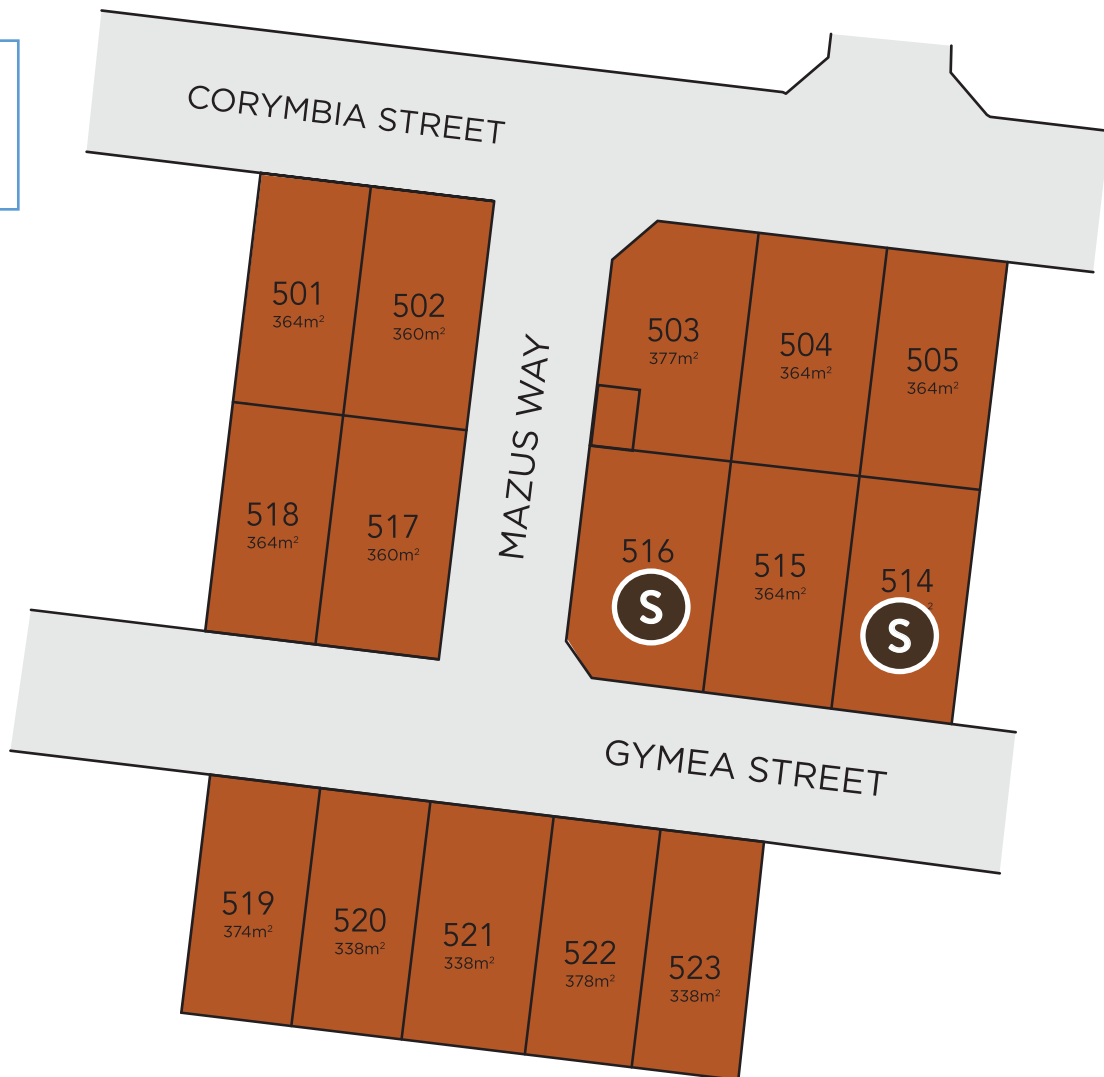 CORYMBIA STREET
501
364m²
502
360m²
503
377m²
504
364m²
505
364m²
MAZUS WAY
518
364m²
517
360m²
516
S
515
364m²
514
S
GYMEA STREET
519
374m²
520
338m²
521
338m²
522
378m²
523
338m²